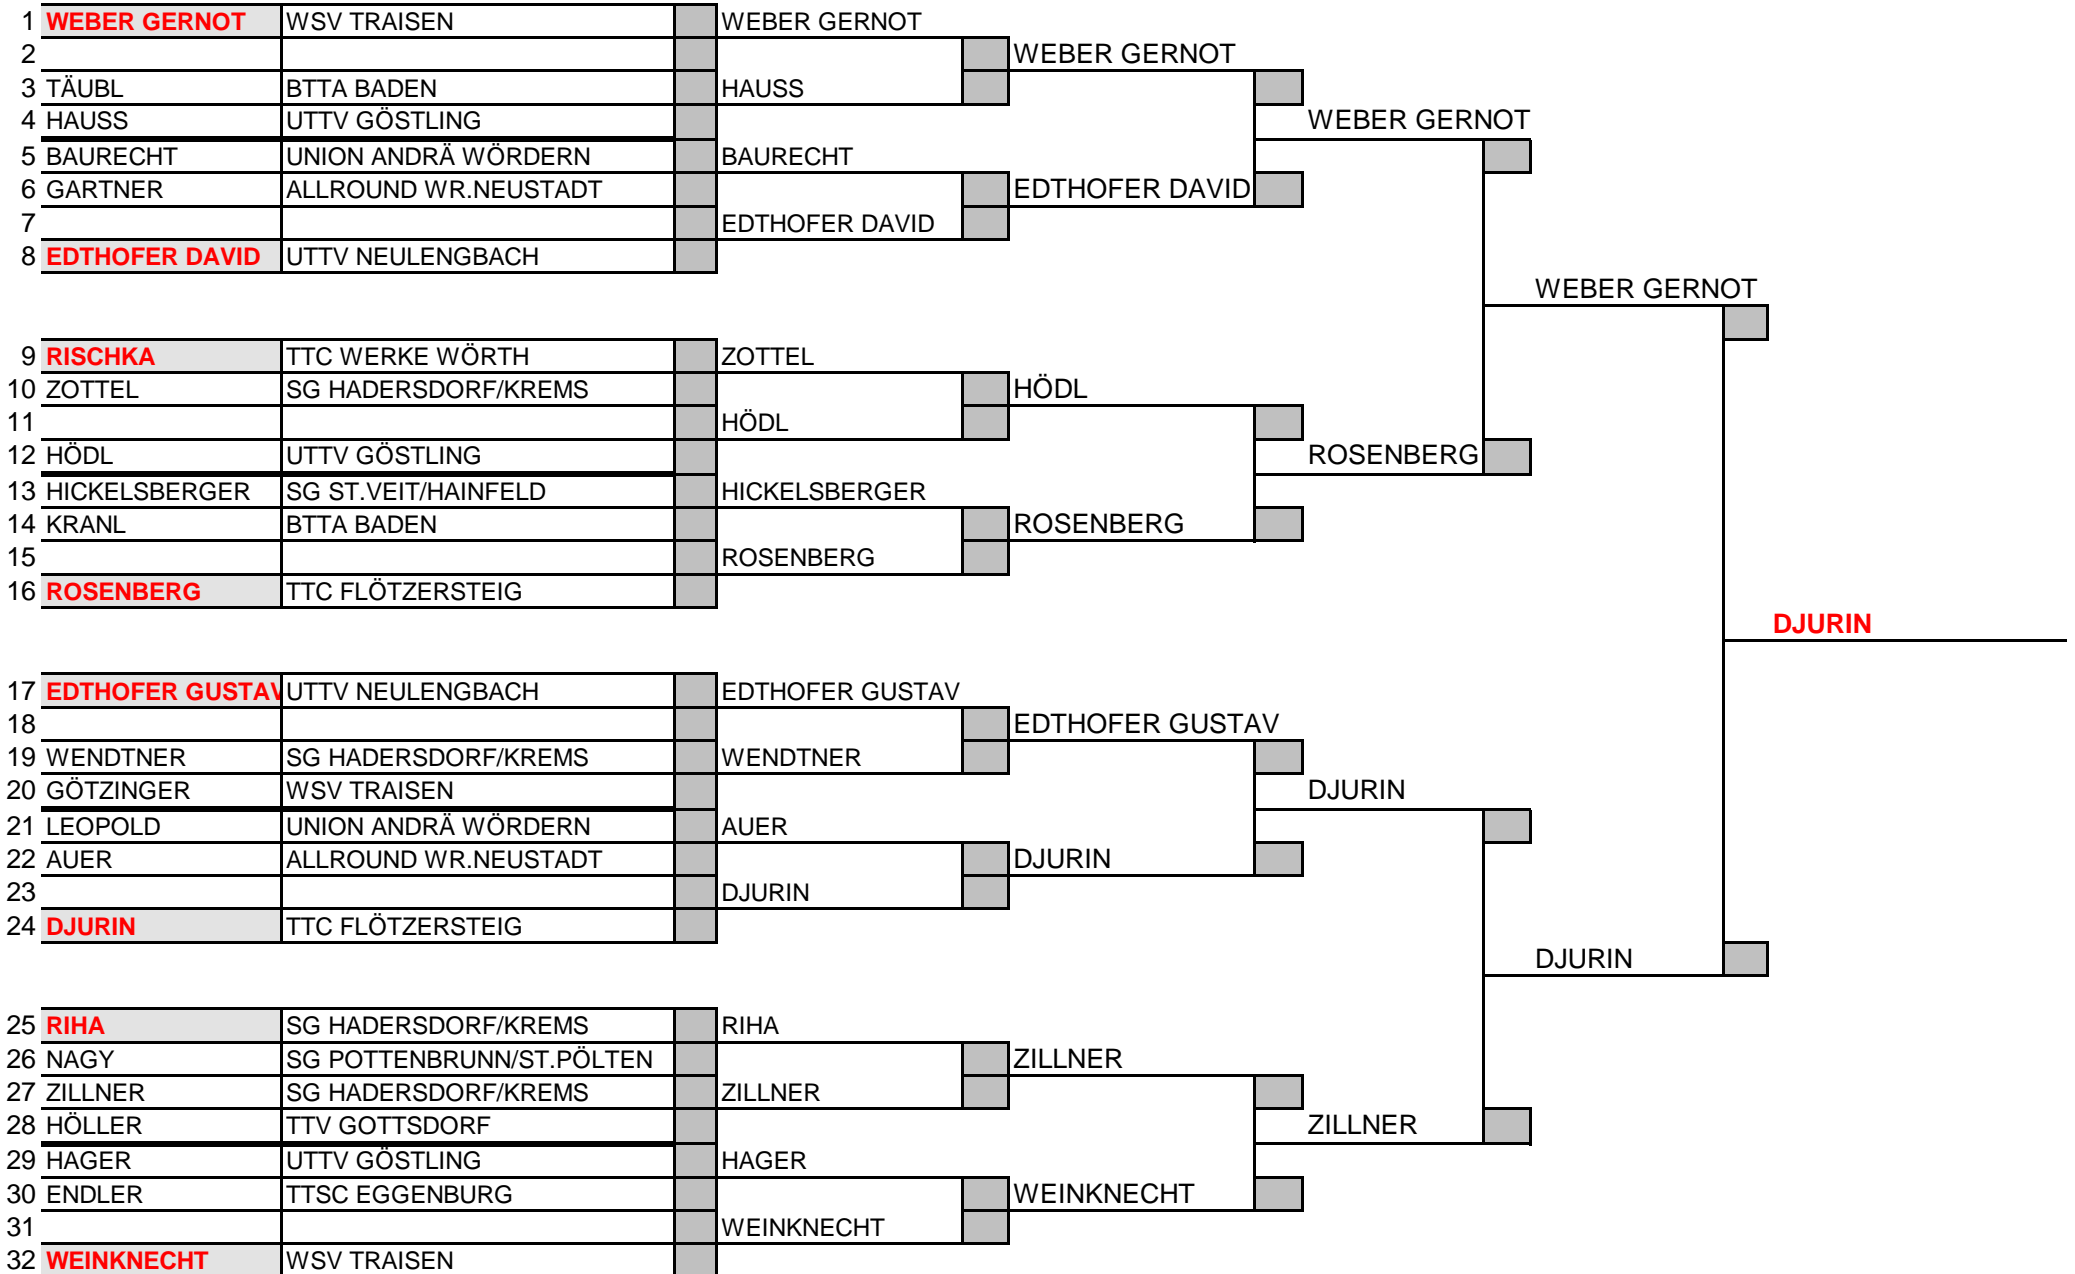 1 WEBER GERNOT WSV TRAISEN WEBER GERNOT
2 WEBER GERNOT
3 TÄUBL BTTA BADEN HAUSS
4 HAUSS UTTV GÖSTLING WEBER GERNOT
5 BAURECHT UNION ANDRÄ WÖRDERN BAURECHT
6 GARTNER ALLROUND WR.NEUSTADT EDTHOFER DAVID
7 EDTHOFER DAVID
8 EDTHOFER DAVID UTTV NEULENGBACH
WEBER GERNOT
9 RISCHKA TTC WERKE WÖRTH ZOTTEL
10 ZOTTEL SG HADERSDORF/KREMS HÖDL
11 HÖDL
12 HÖDL UTTV GÖSTLING ROSENBERG
13 HICKELSBERGER SG ST.VEIT/HAINFELD HICKELSBERGER
14 KRANL BTTA BADEN ROSENBERG
15 ROSENBERG
16 ROSENBERG TTC FLÖTZERSTEIG
DJURIN
17 EDTHOFER GUSTAV UTTV NEULENGBACH EDTHOFER GUSTAV
18 EDTHOFER GUSTAV
19 WENDTNER SG HADERSDORF/KREMS WENDTNER
20 GÖTZINGER WSV TRAISEN DJURIN
21 LEOPOLD UNION ANDRÄ WÖRDERN AUER
22 AUER ALLROUND WR.NEUSTADT DJURIN
23 DJURIN
24 DJURIN TTC FLÖTZERSTEIG
DJURIN
25 RIHA SG HADERSDORF/KREMS RIHA
26 NAGY SG POTTENBRUNN/ST.PÖLTEN ZILLNER
27 ZILLNER SG HADERSDORF/KREMS ZILLNER
28 HÖLLER TTV GOTTSDORF ZILLNER
29 HAGER UTTV GÖSTLING HAGER
30 ENDLER TTSC EGGENBURG WEINKNECHT
31 WEINKNECHT
32 WEINKNECHT WSV TRAISEN